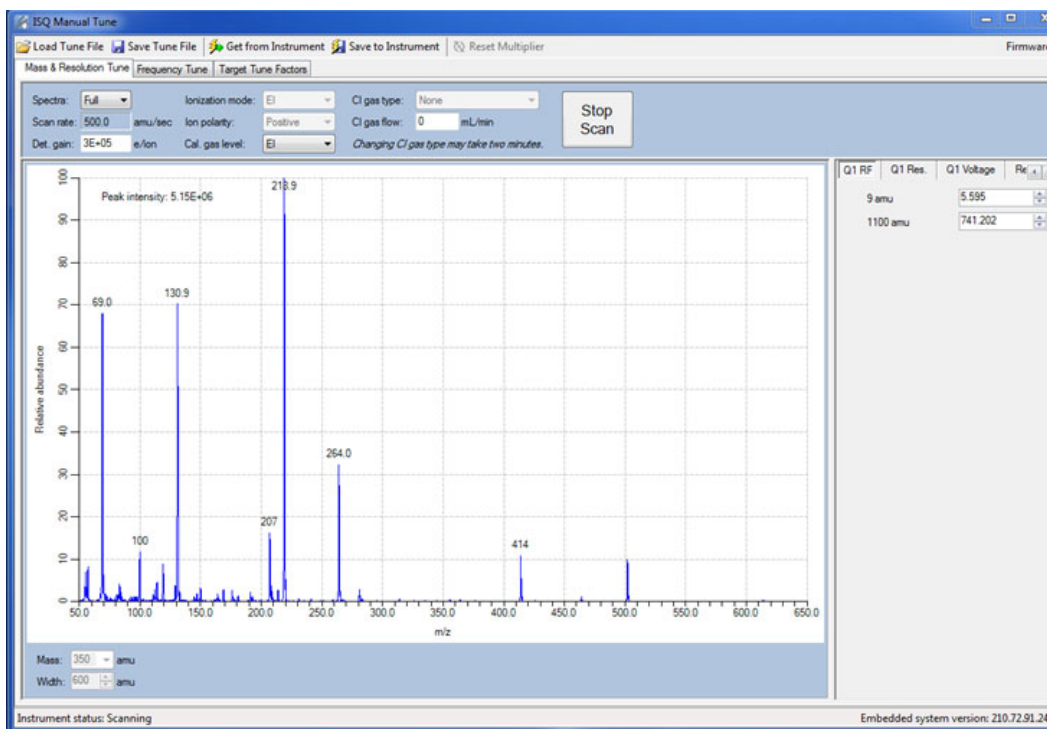 ISQ Manual Tune
Load Tune File Save Tune File Get from Instrument Save to Instrument Reset Multiplier Firmware
Mass & Resolution Tune Frequency Tune Target Tune Factors
Spectra: Full Ionization mode: EI CI gas type: None
Scan rate: 500.0 amu/sec Ion polarity: Positive CI gas flow: 0 mL/min
Det. gain: 3E+05 e/ion Cal. gas level: EI Changing CI gas type may take two minutes.
Stop
Scan
Q1 RF Q1 Res. Q1 Voltage Re
9 amu 5.595
1100 amu 741.202
Peak intensity: 5.15E+06
218.9
130.9
69.0
264.0
207
100
414
100
90
80
70
60
50
40
30
20
10
0
Relative abundance
50.0 100.0 150.0 200.0 250.0 300.0 350.0 400.0 450.0 500.0 550.0 600.0 650.0
m/z
Mass: 350 amu
Width: 600 amu
Instrument status: Scanning Embedded system version: 210.72.91.24